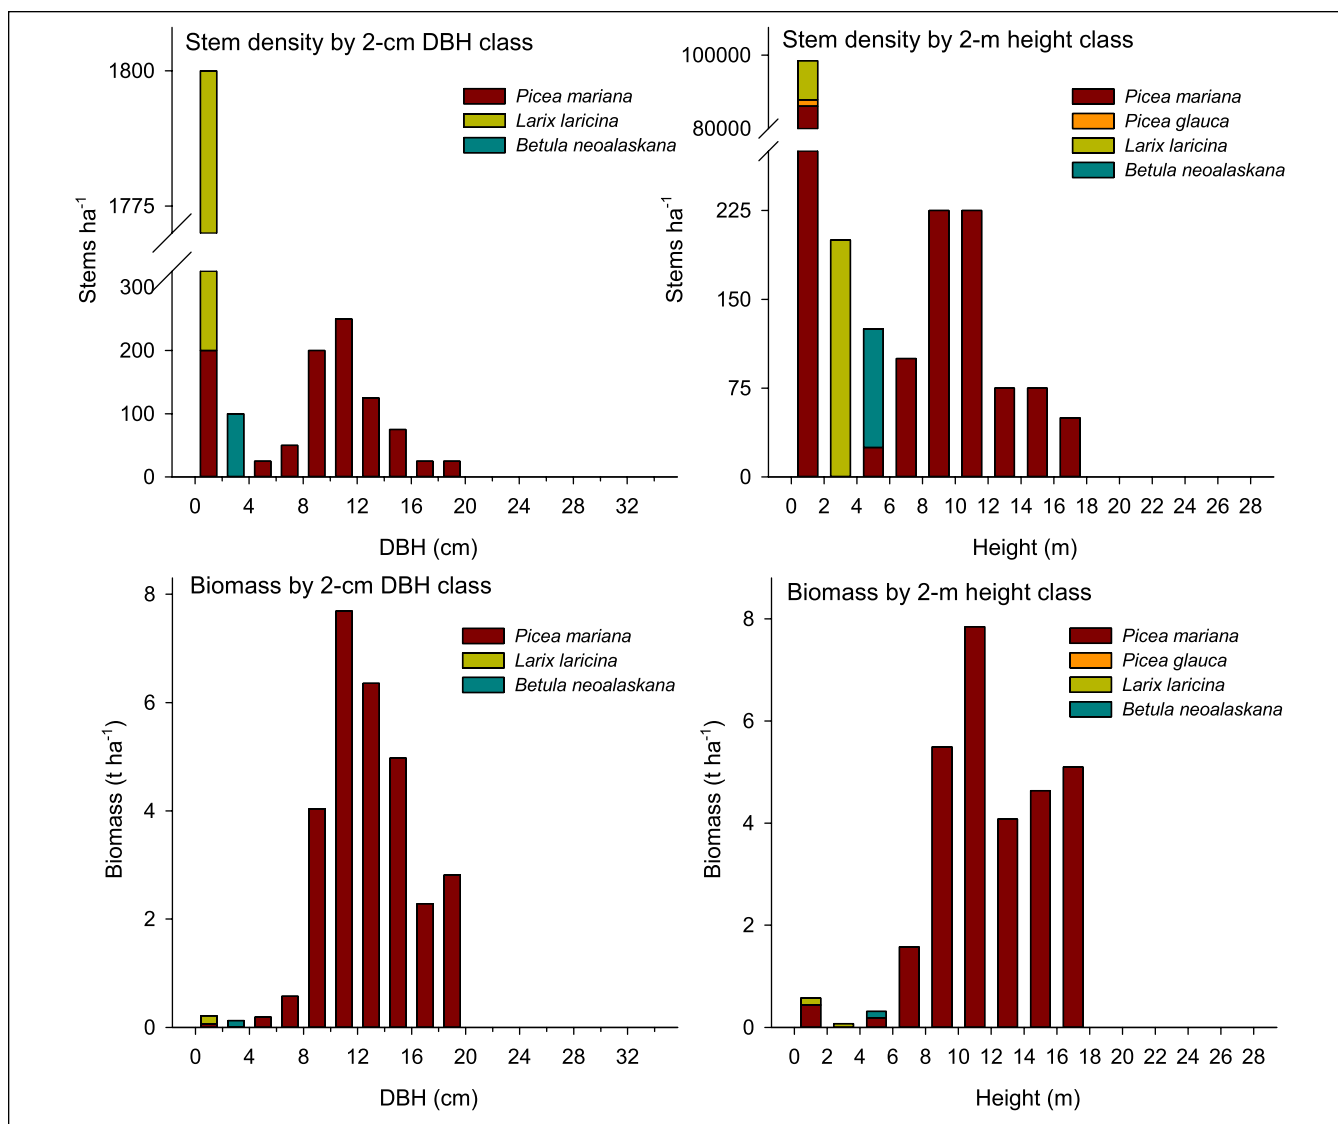 Stem density by 2-cm DBH class
1800
1775
300
200
100
0
Stems ha-1
Picea mariana
Larix laricina
Betula neoalaskana
0 4 8 12 16 20 24 28 32
DBH (cm)
Stem density by 2-m height class
100000
80000
225
150
75
0
Stems ha-1
Picea mariana
Picea glauca
Larix laricina
Betula neoalaskana
0 2 4 6 8 10 12 14 16 18 20 22 24 26 28
Height (m)
Biomass by 2-cm DBH class
8
6
4
2
0
Biomass (t ha-1)
Picea mariana
Larix laricina
Betula neoalaskana
0 4 8 12 16 20 24 28 32
DBH (cm)
Biomass by 2-m height class
8
6
4
2
0
Biomass (t ha-1)
Picea mariana
Picea glauca
Larix laricina
Betula neoalaskana
0 2 4 6 8 10 12 14 16 18 20 22 24 26 28
Height (m)